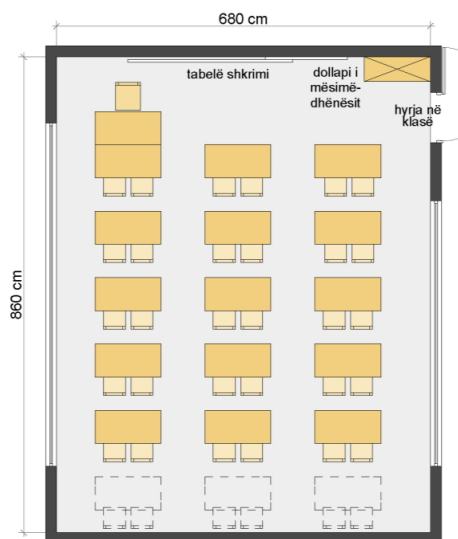 680 cm
tabelë shkrimi
dollapi i
mësimë-
dhënësit
hyrja në
klasë
860 cm